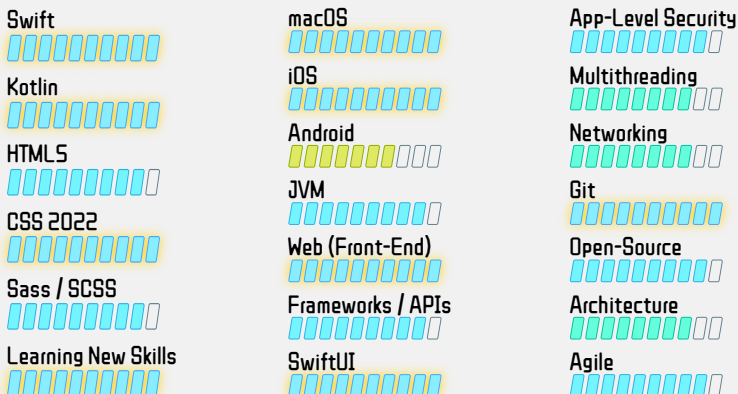 Swift
Kotlin
HTML5
CSS 2022
Sass / SCSS
Learning New Skills
macOS
iOS
Android
JVM
Web (Front-End)
Frameworks / APIs
SwiftUI
App-Level Security
Multithreading
Networking
Git
Open-Source
Architecture
Agile